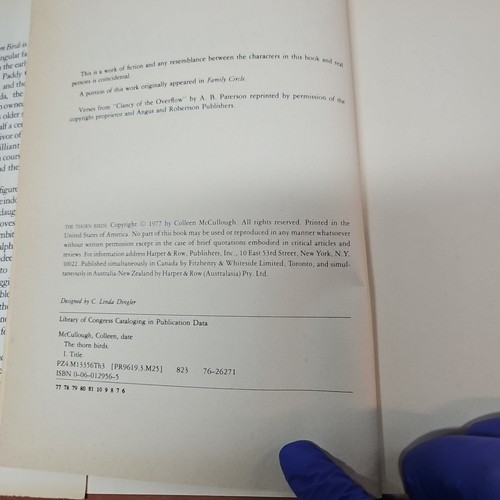 This is a work of fiction and any resemblance between the characters in this book and real
persons is coincidental.
A portion of this work originally appeared in Family Circle.
Verses from "Clancy of the Overflow" by A. B. Paterson reprinted by permission of the
copyright proprietor and Angus and Robertson Publishers.
THE THORN BIRDS. Copyright © 1977 by Colleen McCullough. All rights reserved. Printed in the
United States of America. No part of this book may be used or reproduced in any manner whatsoever
without written permission except in the case of brief quotations embodied in critical articles and
reviews. For information address Harper & Row, Publishers, Inc., 10 East 53rd Street, New York, N.Y.
10022. Published simultaneously in Canada by Fitzhenry & Whiteside Limited, Toronto, and simul-
taneously in Australia-New Zealand by Harper & Row (Australasia) Pty. Ltd.
Designed by C. Linda Dingler
Library of Congress Cataloging in Publication Data
McCullough, Colleen, date
The thorn birds.
I. Title.
PZ4.M13356Th3 [PR9619.3.M25] 823 76-26271
ISBN 0-06-012956-5
77 78 79 80 81 10 9 8 7 6